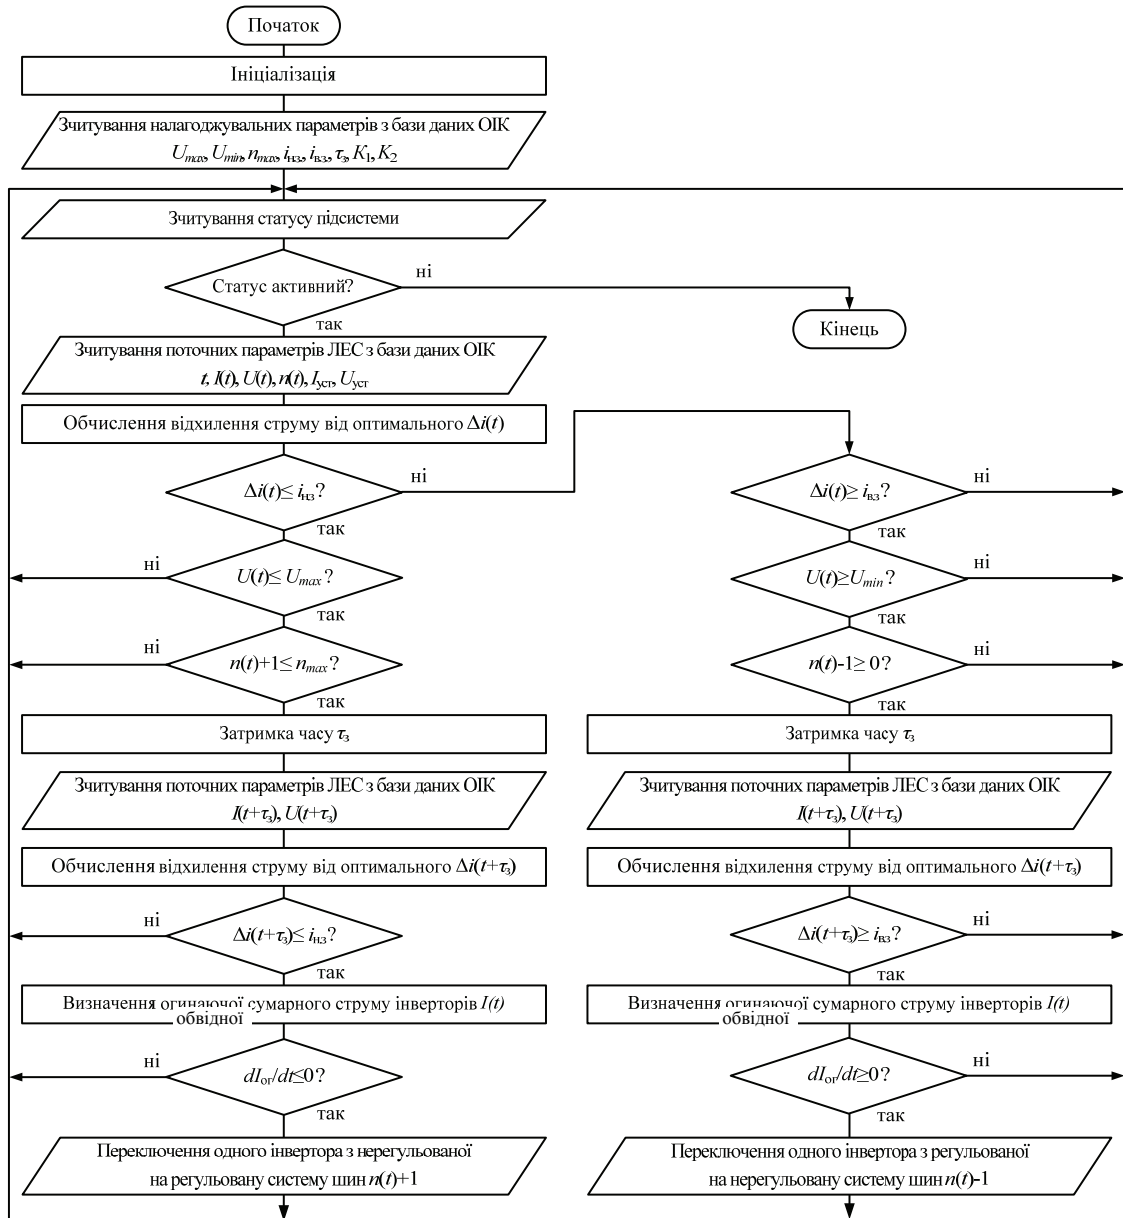 Початок
Ініціалізація
Зчитування налагоджувальних параметрів з бази даних ОІК
Umax, Umin, nmax, iнз, iвз, τз, K1, K2
Зчитування статусу підсистеми
Статус активний?
ні
так
Кінець
Зчитування поточних параметрів ЛЕС з бази даних ОІК
t, I(t), U(t), n(t), Iуст, Uуст
Обчислення відхилення струму від оптимального Δi(t)
Δi(t)≤ iнз?
ні
так
U(t)≤ Umax?
ні
так
n(t)+1≤ nmax?
ні
так
Затримка часу τз
Зчитування поточних параметрів ЛЕС з бази даних ОІК
I(t+τз), U(t+τз)
Обчислення відхилення струму від оптимального Δi(t+τз)
Δi(t+τз)≤ iнз?
ні
так
Визначення огинаючої сумарного струму інверторів I(t)
обвідної
dIог/dt≤0?
ні
так
Переключення одного інвертора з нерегульованої
на регульовану систему шин n(t)+1
Δi(t)≥ iвз?
ні
так
U(t)≥Umin?
ні
так
n(t)-1≥ 0?
ні
так
Затримка часу τз
Зчитування поточних параметрів ЛЕС з бази даних ОІК
I(t+τз), U(t+τз)
Обчислення відхилення струму від оптимального Δi(t+τз)
Δi(t+τз)≥ iвз?
ні
так
Визначення огинаючої сумарного струму інверторів I(t)
обвідної
dIог/dt≥0?
ні
так
Переключення одного інвертора з регульованої
на нерегульовану систему шин n(t)-1